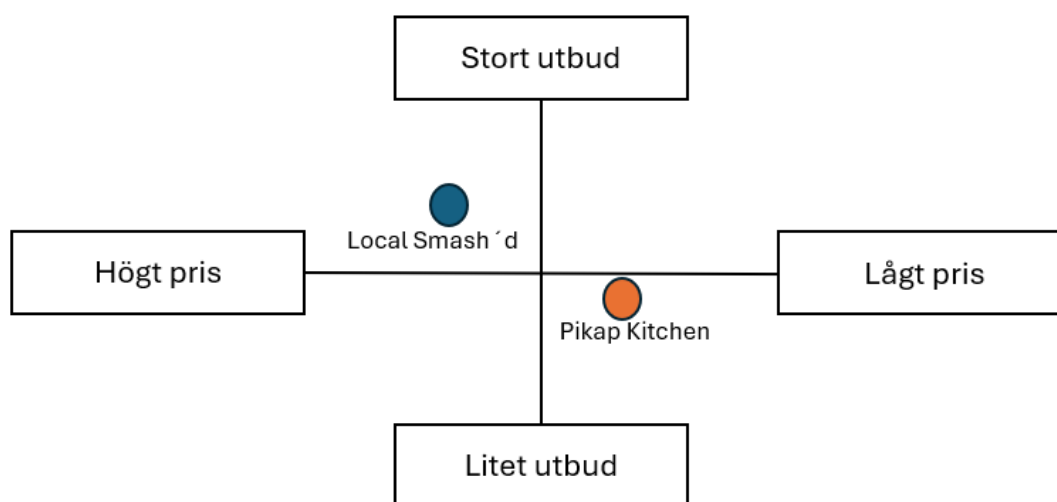 Stort utbud
Local Smash ´d
Högt pris
Lågt pris
Pikap Kitchen
Litet utbud